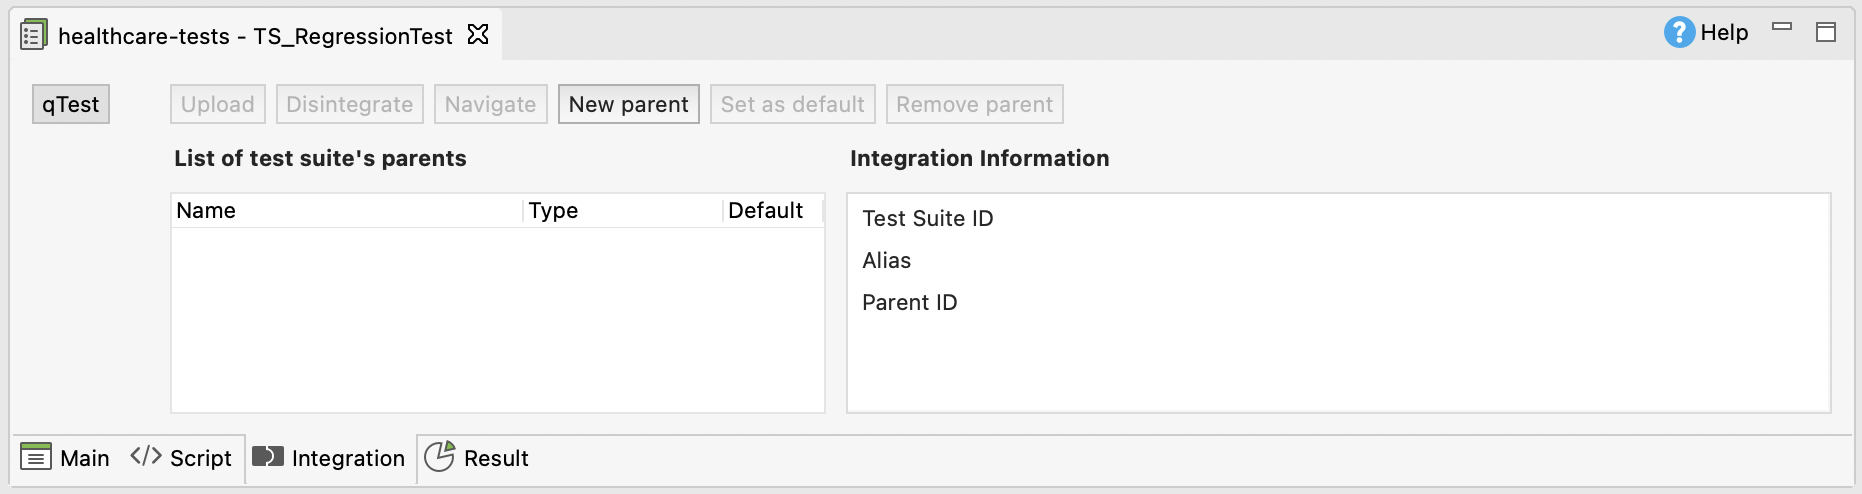 healthcare-tests - TS_RegressionTest
? Help
qTest Upload Disintegrate Navigate New parent Set as default Remove parent
List of test suite's parents
Name Type Default
Integration Information
Test Suite ID
Alias
Parent ID
Main </> Script Integration Result